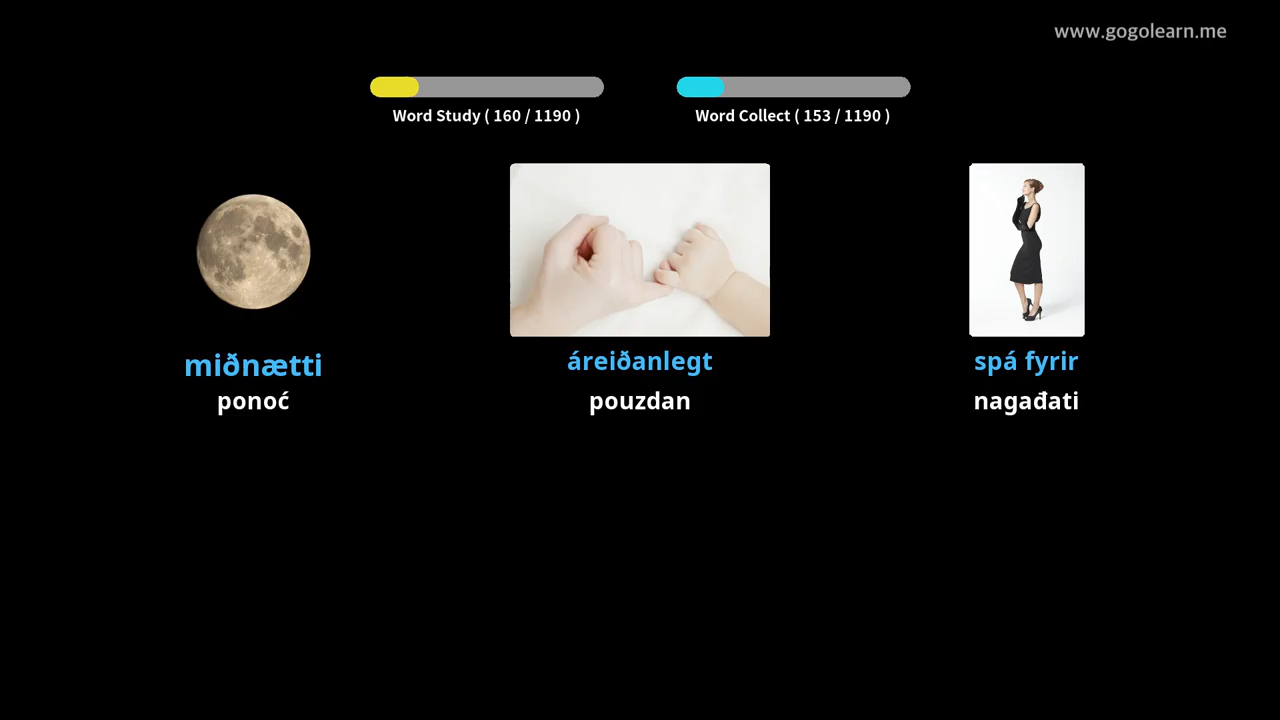 www.gogolearn.me
Word Study ( 160 / 1190 )
Word Collect ( 153 / 1190 )
miðnætti
ponoć
áreiðanlegt
pouzdan
spá fyrir
nagađati